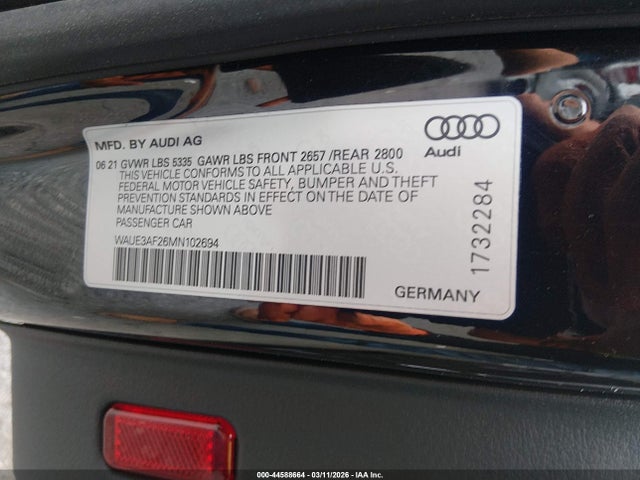 MFD. BY AUDI AG
06 21 GVWR LBS 5335 GAWR LBS FRONT 2657 /REAR 2800
THIS VEHICLE CONFORMS TO ALL APPLICABLE U.S.
FEDERAL MOTOR VEHICLE SAFETY, BUMPER AND THEFT
PREVENTION STANDARDS IN EFFECT ON THE DATE OF
MANUFACTURE SHOWN ABOVE
PASSENGER CAR
WAUE3AF26MN102694
Audi
1732284
GERMANY
000-44588664 - 03/11/2026 - IAA Inc.